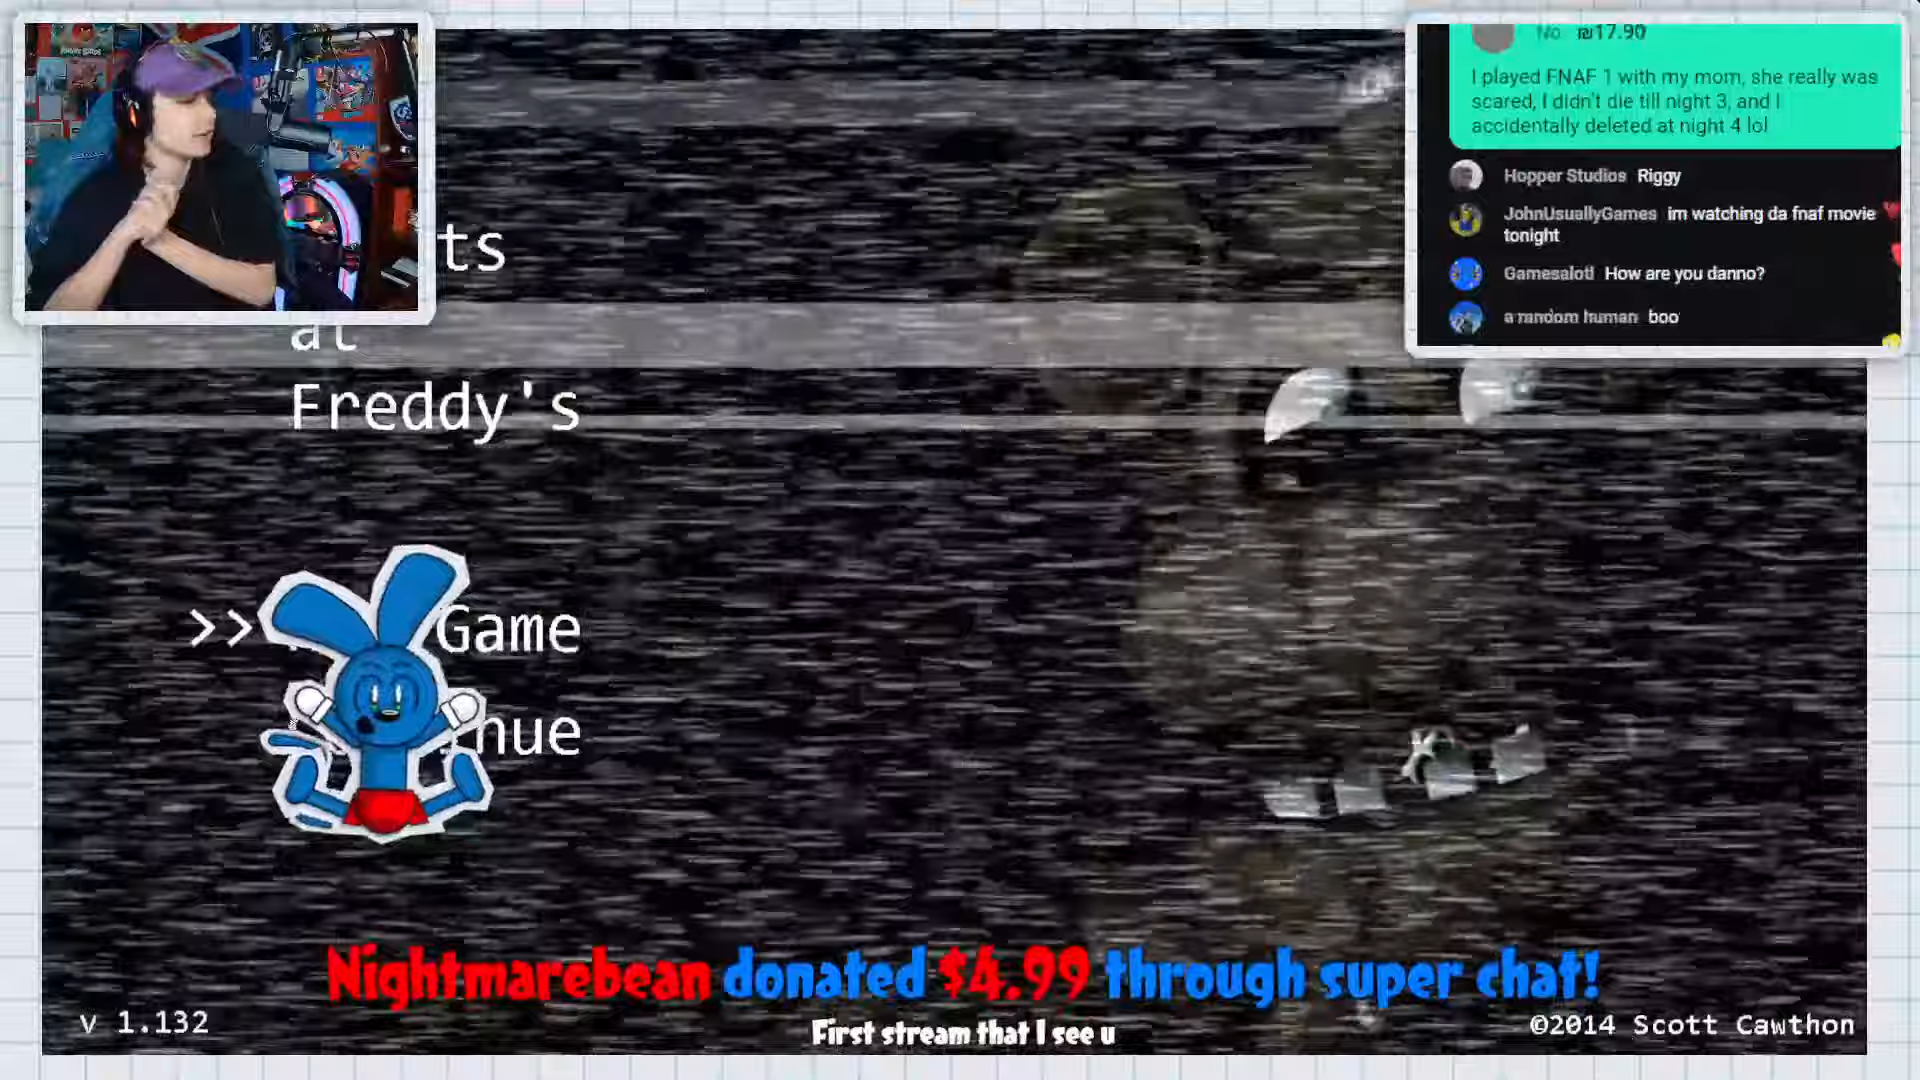 No. ₪17.90
I played FNAF 1 with my mom, she really was
scared, I didn't die till night 3, and I
accidentally deleted at night 4 lol
Hopper Studios Riggy
JohnUsuallyGames im watching da fnaf movie
tonight
Gamesalotl How are you danno?
a random human boo
ts
at
Freddy's
>> Game
nue
Nightmarebean donated $4.99 through super chat!
First stream that I see u
v 1.132
©2014 Scott Cawthon